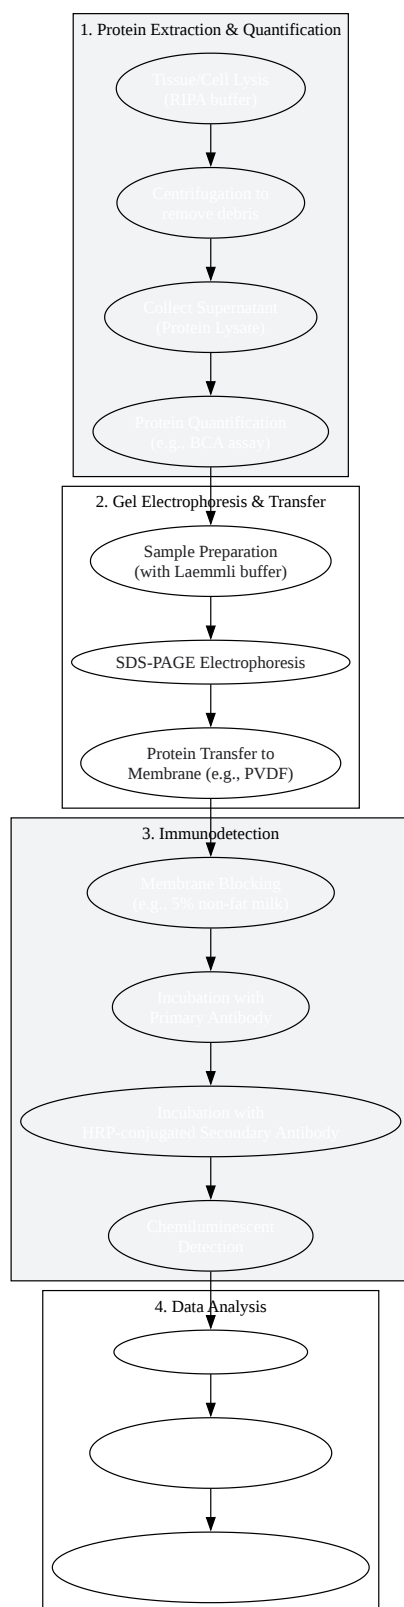 1. Protein Extraction & Quantification
Tissue/Cell Lysis
(RIPA buffer)
Centrifugation to
remove debris
Collect Supernatant
(Protein Lysate)
Protein Quantification
(e.g., BCA assay)
2. Gel Electrophoresis & Transfer
Sample Preparation
(with Laemmli buffer)
SDS-PAGE Electrophoresis
Protein Transfer to
Membrane (e.g., PVDF)
3. Immunodetection
Membrane Blocking
(e.g., 5% non-fat milk)
Incubation with
Primary Antibody
Incubation with
HRP-conjugated Secondary Antibody
Chemiluminescent
Detection
4. Data Analysis